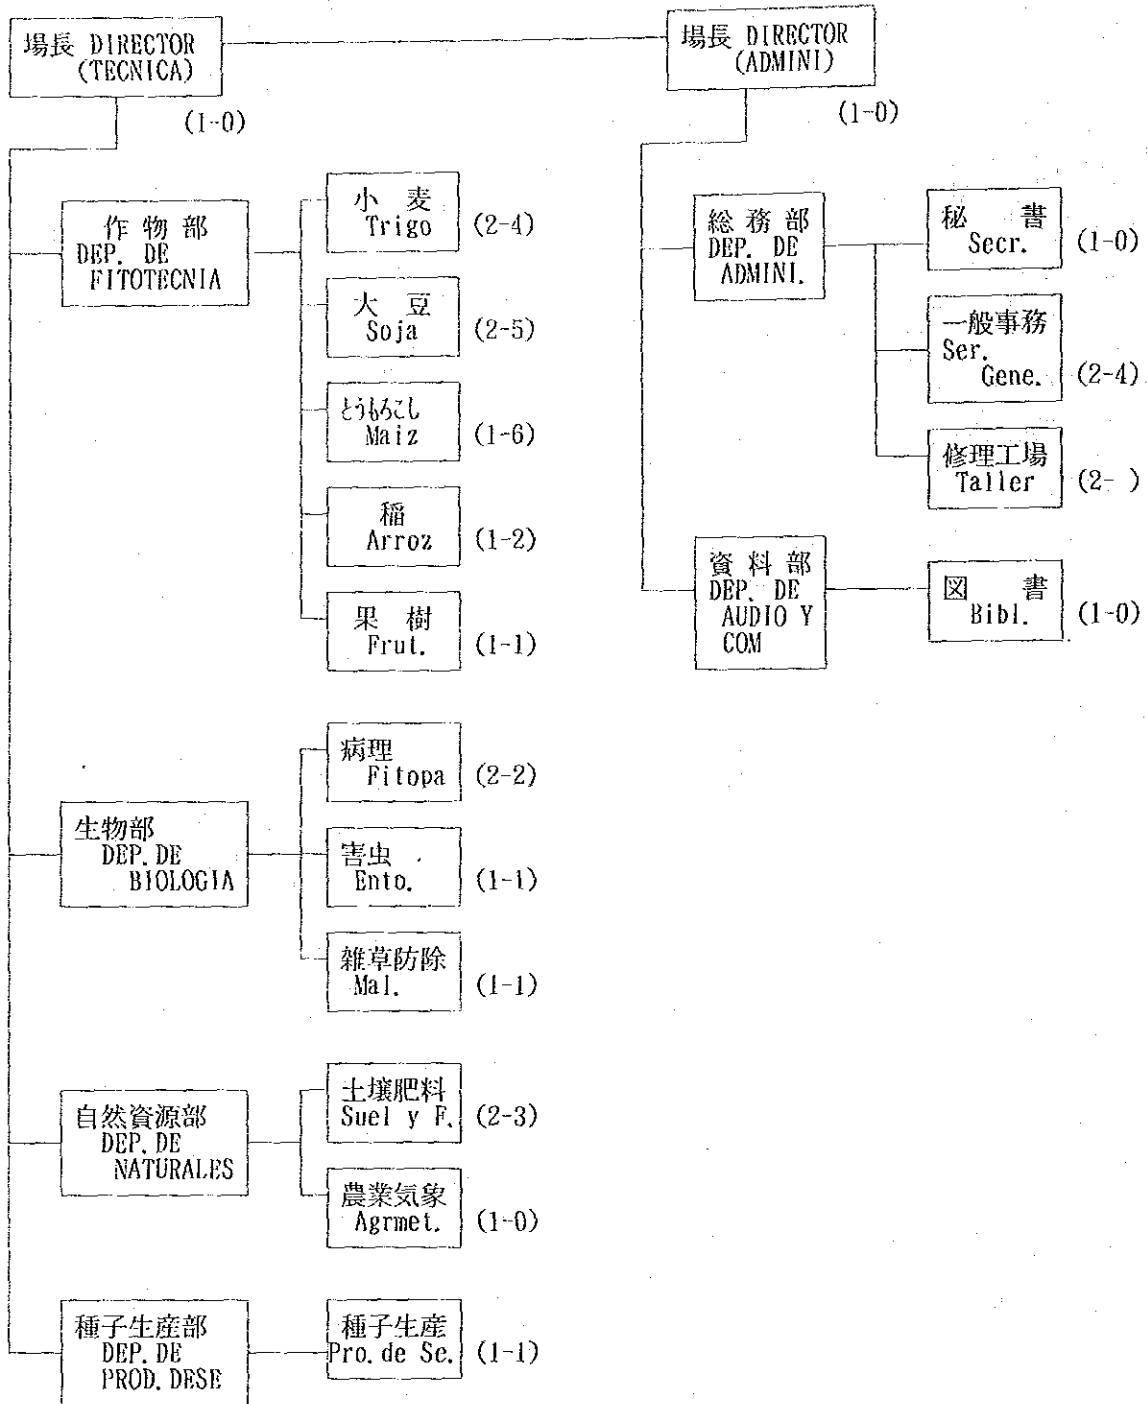 場長 DIRECTOR
(TECNICA)
(1-0)
場長 DIRECTOR
(ADMINI)
(1-0)
作物部
DEP. DE
FITOTECNIA
小麦
Trigo
(2-4)
大豆
Soja
(2-5)
とうもろこし
Maiz
(1-6)
稲
Arroz
(1-2)
果樹
Frut.
(1-1)
生物部
DEP. DE
BIOLOGIA
病理
Fitopa
(2-2)
害虫
Ento.
(1-1)
雑草防除
Mal.
(1-1)
自然資源部
DEP. DE
NATURALES
土壌肥料
Suel y F.
(2-3)
農業気象
Agrmet.
(1-0)
種子生産部
DEP. DE
PROD. DESE
種子生産
Pro. de Se.
(1-1)
総務部
DEP. DE
ADMINI.
秘書
Secr.
(1-0)
一般事務
Ser.
Gene.
(2-4)
修理工場
Taller
(2- )
資料部
DEP. DE
AUDIO Y
COM
図書
Bibl.
(1-0)